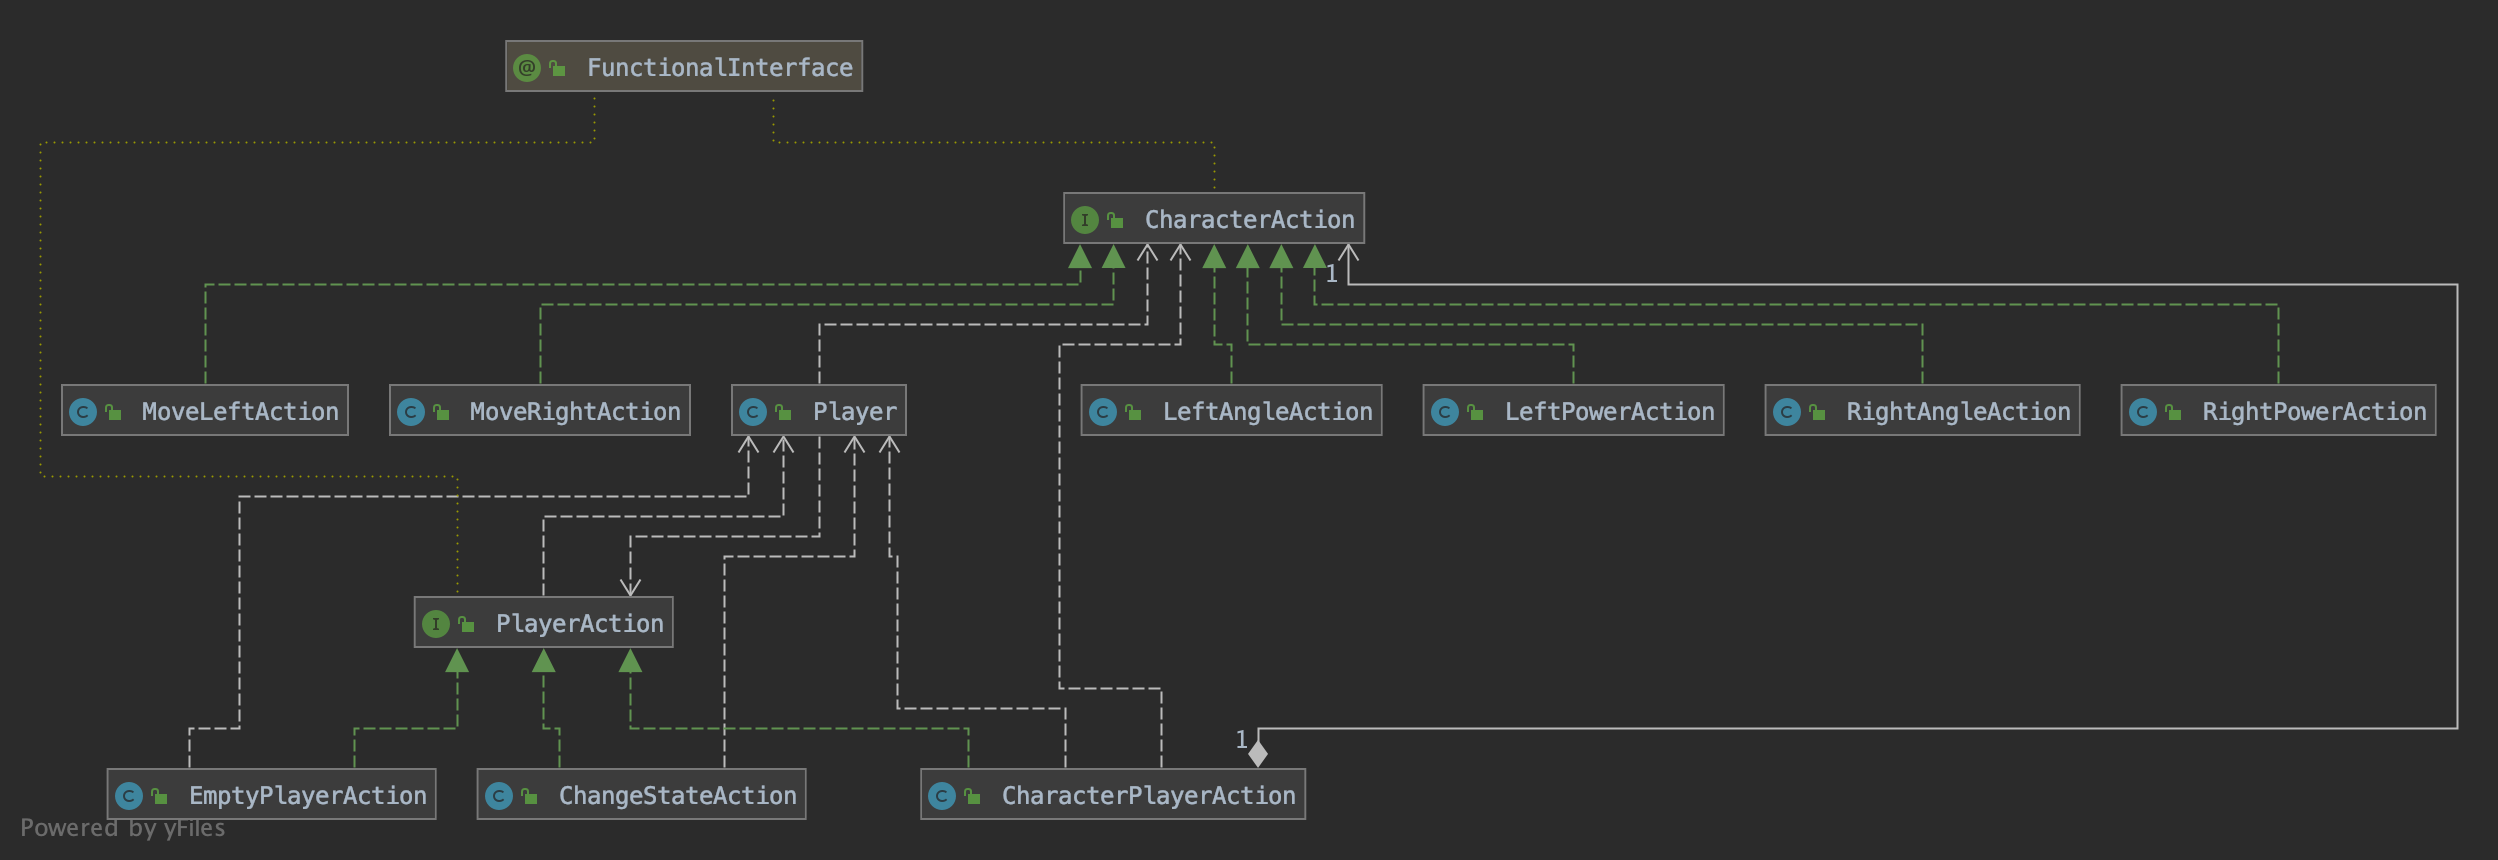 @ FunctionalInterface
I CharacterAction
1
C MoveLeftAction
C MoveRightAction
C Player
C LeftAngleAction
C LeftPowerAction
C RightAngleAction
C RightPowerAction
I PlayerAction
1
C EmptyPlayerAction
C ChangeStateAction
C CharacterPlayerAction
Powered by yFiles